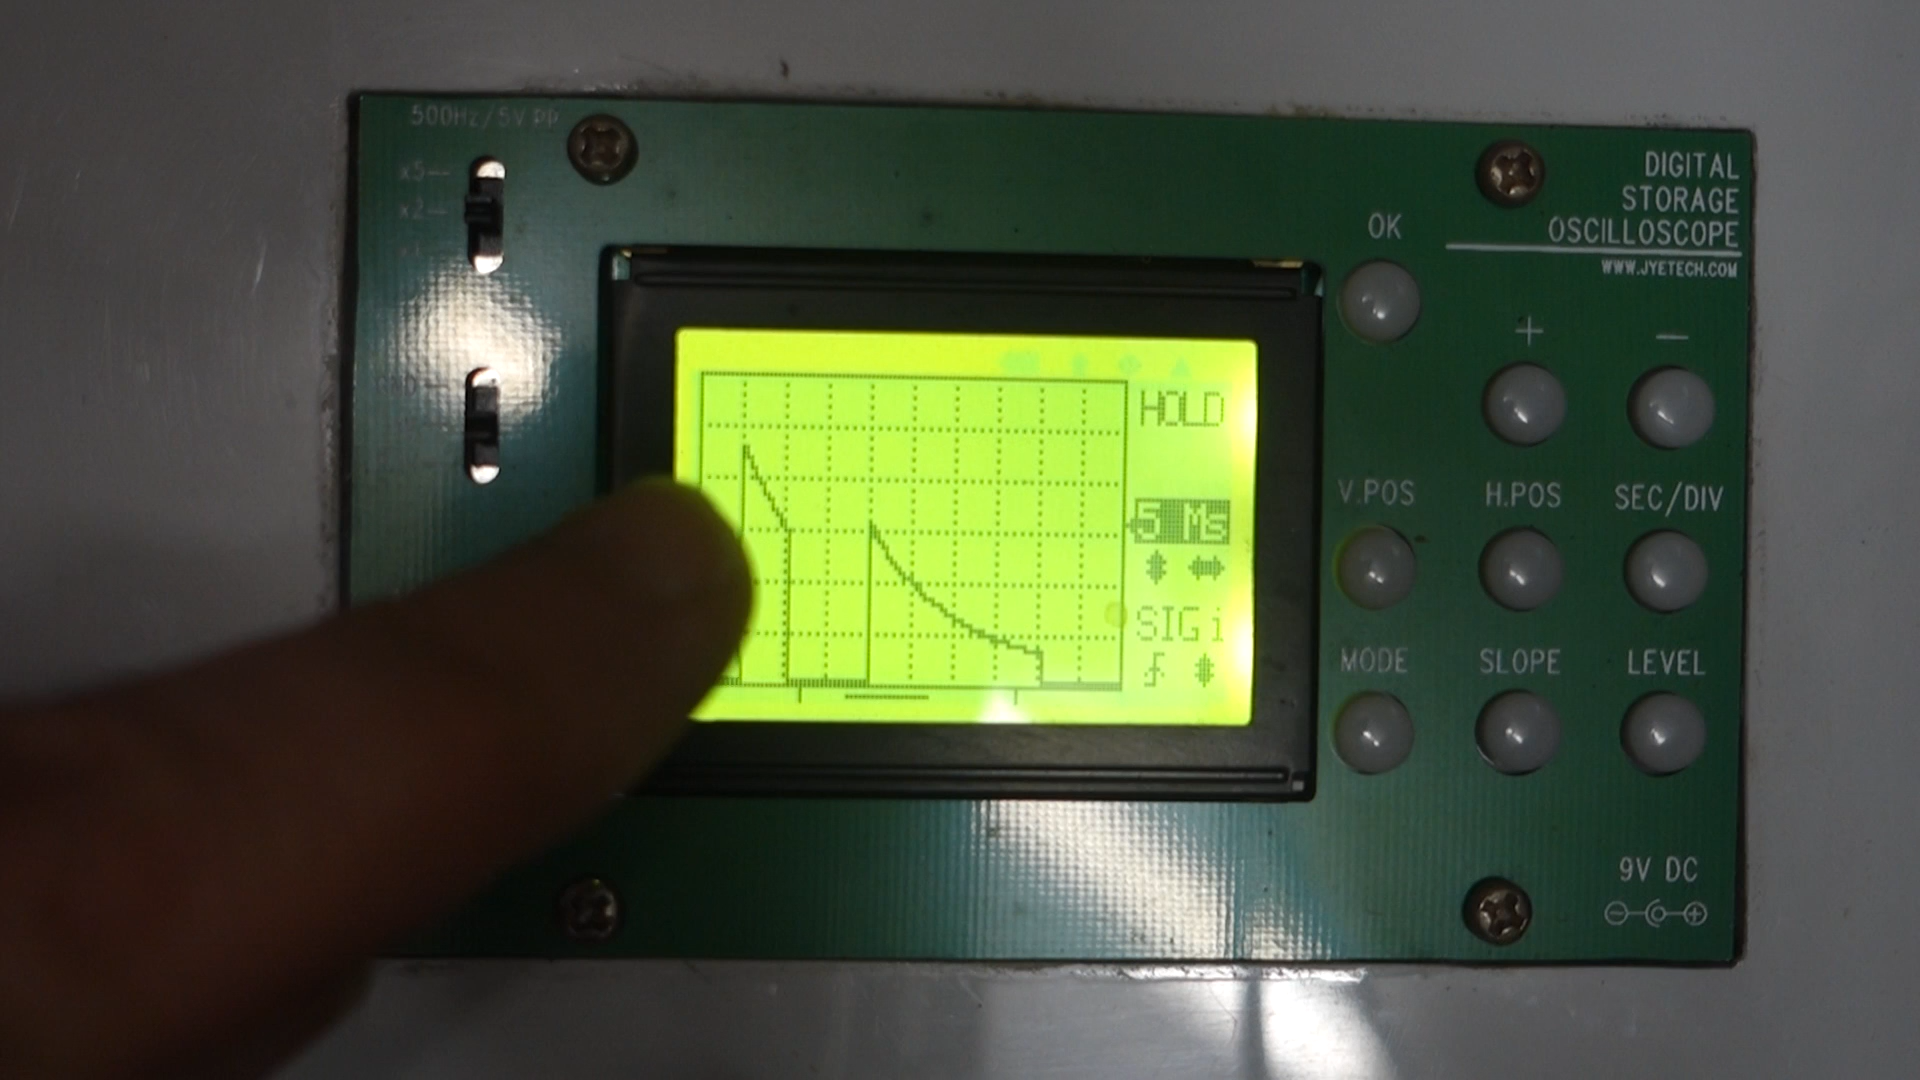 500Hz/5V PP
x5
x2
DIGITAL
STORAGE
OSCILLOSCOPE
WWW.JYETECH.COM
OK
+ −
HOLD
V.POS H.POS SEC/DIV
5 Ms
SIGi
MODE SLOPE LEVEL
9V DC